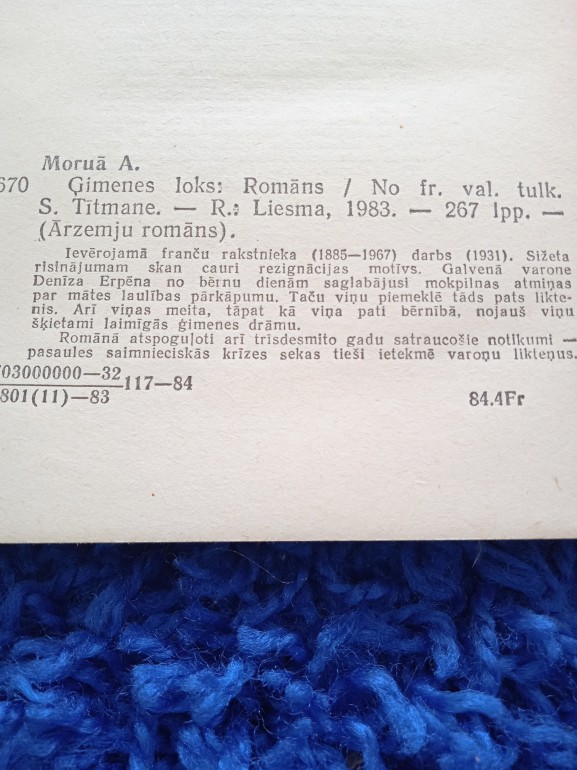 Moruā A.
670 Ģimenes loks: Romāns / No fr. val. tulk.
S. Tītmane. — R.: Liesma, 1983. — 267 lpp. —
(Ārzemju romāns).
Ievērojamā franču rakstnieka (1885—1967) darbs (1931). Sižeta
risinājumam skan cauri rezignācijas motīvs. Galvenā varone
Denīza Erpēna no bērnu dienām saglabājusi mokpilnas atmiņas
par mātes laulības pārkāpumu. Taču viņu piemeklē tāds pats likte-
nis. Arī viņas meita, tāpat kā viņa pati bērnībā, nojauš viņu
šķietami laimīgās ģimenes drāmu.
Romānā atspoguļoti arī trīsdesmito gadu satraucošie notikumi —
pasaules saimnieciskās krīzes sekas tieši ietekmē varoņu likteņus.
03000000—32
117—84
801(11)—83
84.4Fr